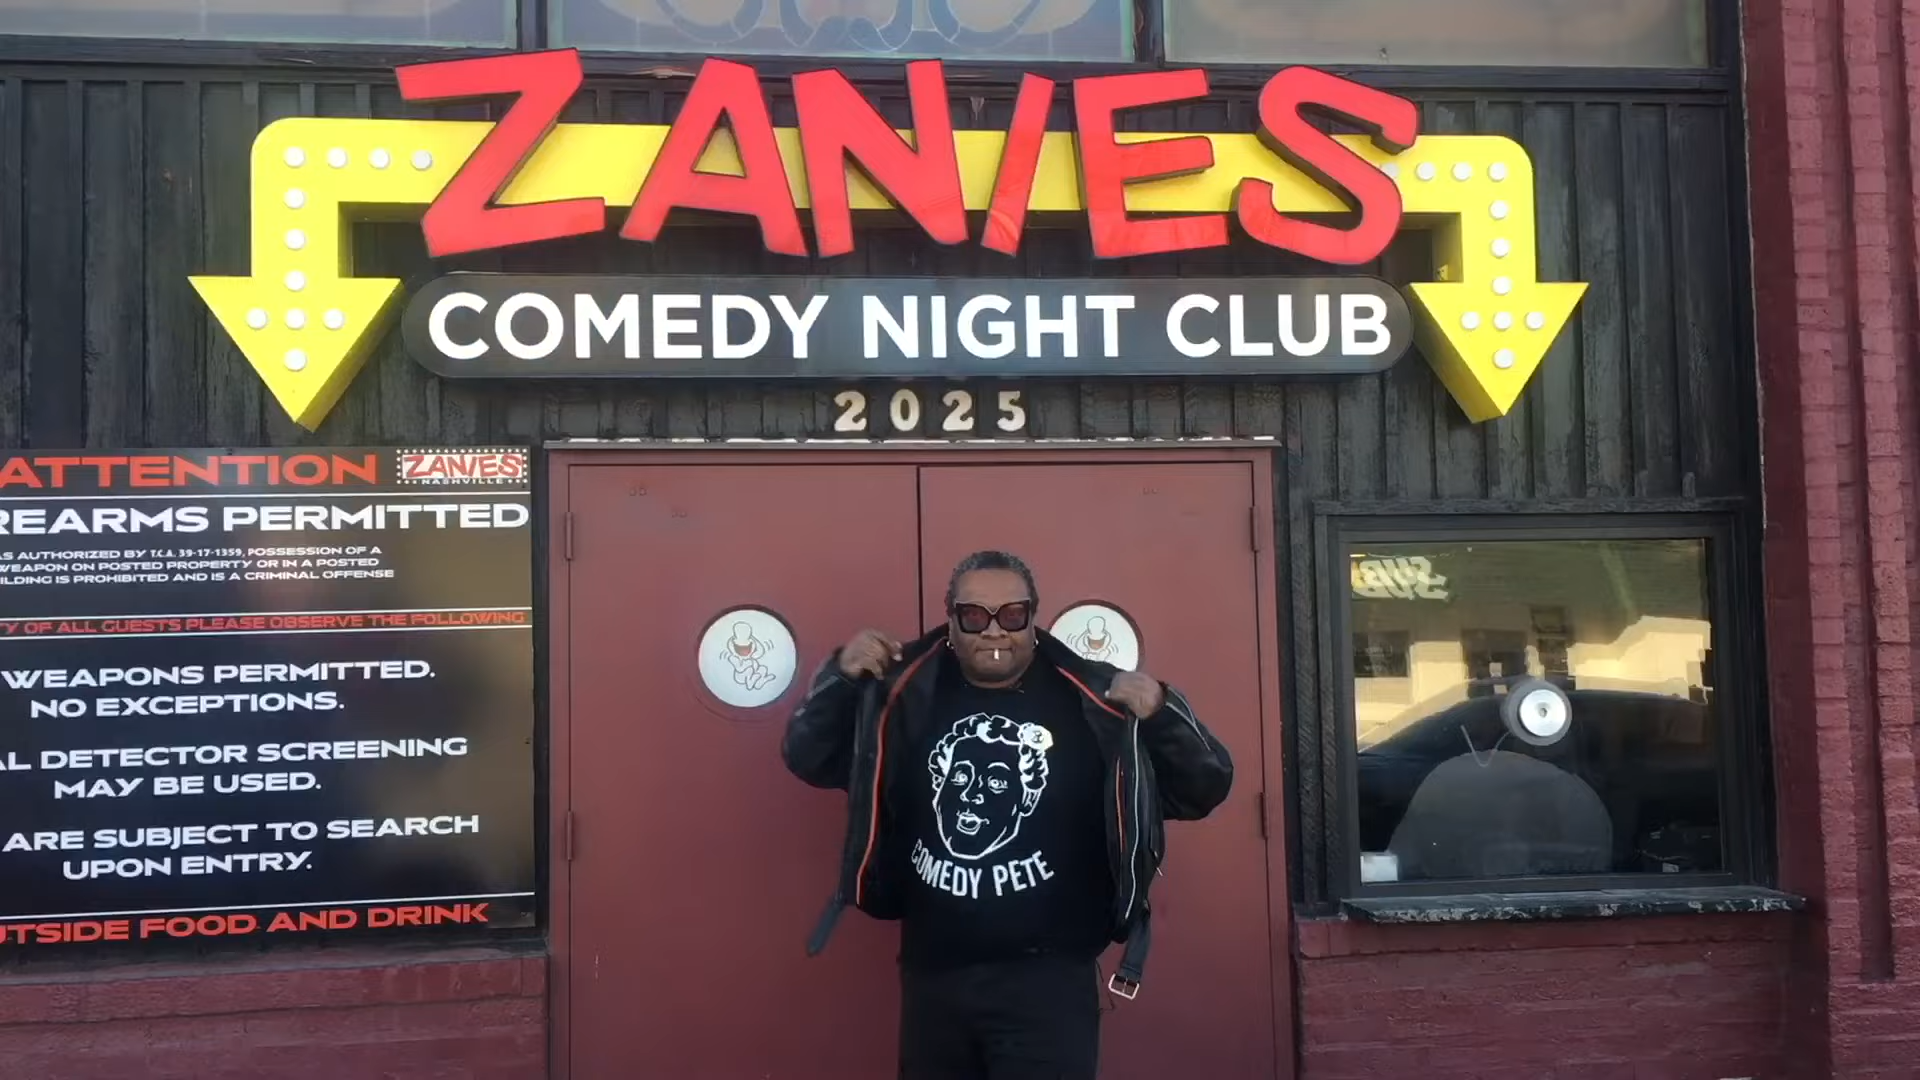 ZANIES
COMEDY NIGHT CLUB
2025
ATTENTION
ZANIES
NASHVILLE
REARMS PERMITTED
AS AUTHORIZED BY T.C.A. 39-17-1359, POSSESSION OF A
WEAPON ON POSTED PROPERTY OR IN A POSTED
ILDING IS PROHIBITED AND IS A CRIMINAL OFFENSE
TY OF ALL GUESTS PLEASE OBSERVE THE FOLLOWING
WEAPONS PERMITTED.
NO EXCEPTIONS.
AL DETECTOR SCREENING
MAY BE USED.
ARE SUBJECT TO SEARCH
UPON ENTRY.
UTSIDE FOOD AND DRINK
COMEDY PETE